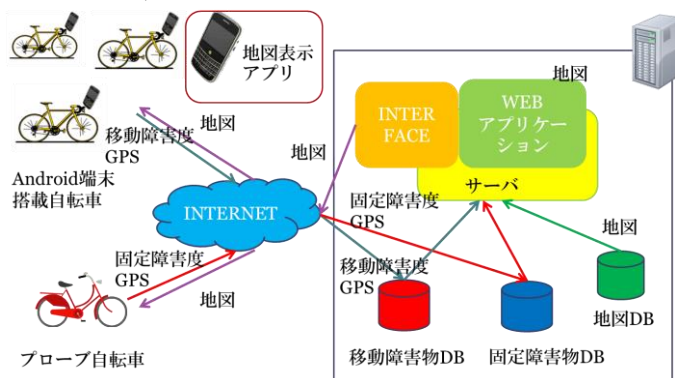 地図表示
アプリ
地図
INTER
FACE
WEB
アプリケー
ション
サーバ
移動障害度
GPS
地図
地図
Android端末
搭載自転車
INTERNET
固定障害度
GPS
固定障害度
GPS
移動障害度
GPS
地図
地図
プローブ自転車
移動障害物DB
固定障害物DB
地図DB